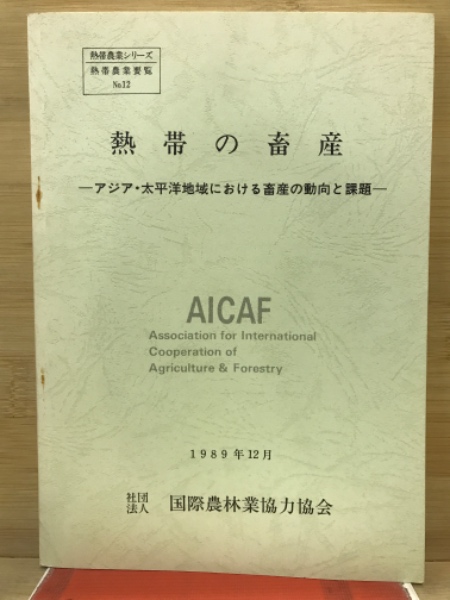 熱帯農業シリーズ
熱帯農業要覧
No.12
熱帯の畜産
―アジア・太平洋地域における畜産の動向と課題―
AICAF
Association for International
Cooperation of
Agriculture & Forestry
1989年12月
社団法人 国際農林業協力協会